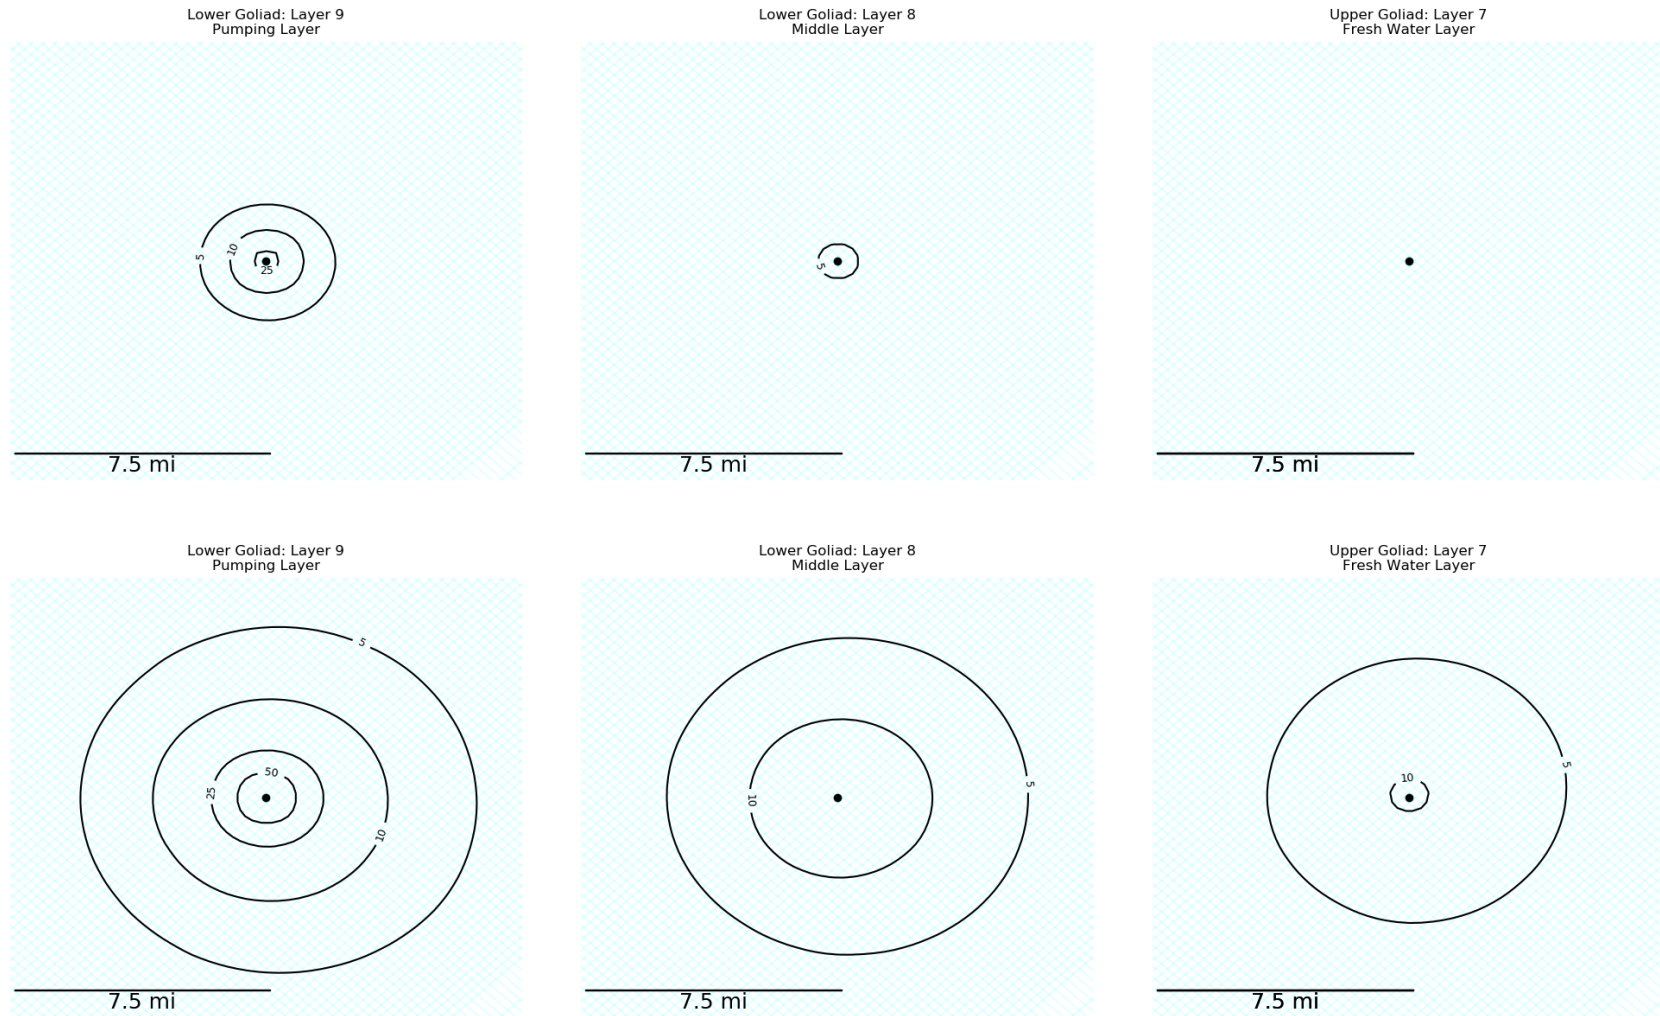 Lower Goliad: Layer 9
Pumping Layer
Lower Goliad: Layer 8
Middle Layer
Upper Goliad: Layer 7
Fresh Water Layer
5
10
25
5
7.5 mi
7.5 mi
7.5 mi
Lower Goliad: Layer 9
Pumping Layer
Lower Goliad: Layer 8
Middle Layer
Upper Goliad: Layer 7
Fresh Water Layer
5
50
25
10
5
10
5
10
7.5 mi
7.5 mi
7.5 mi